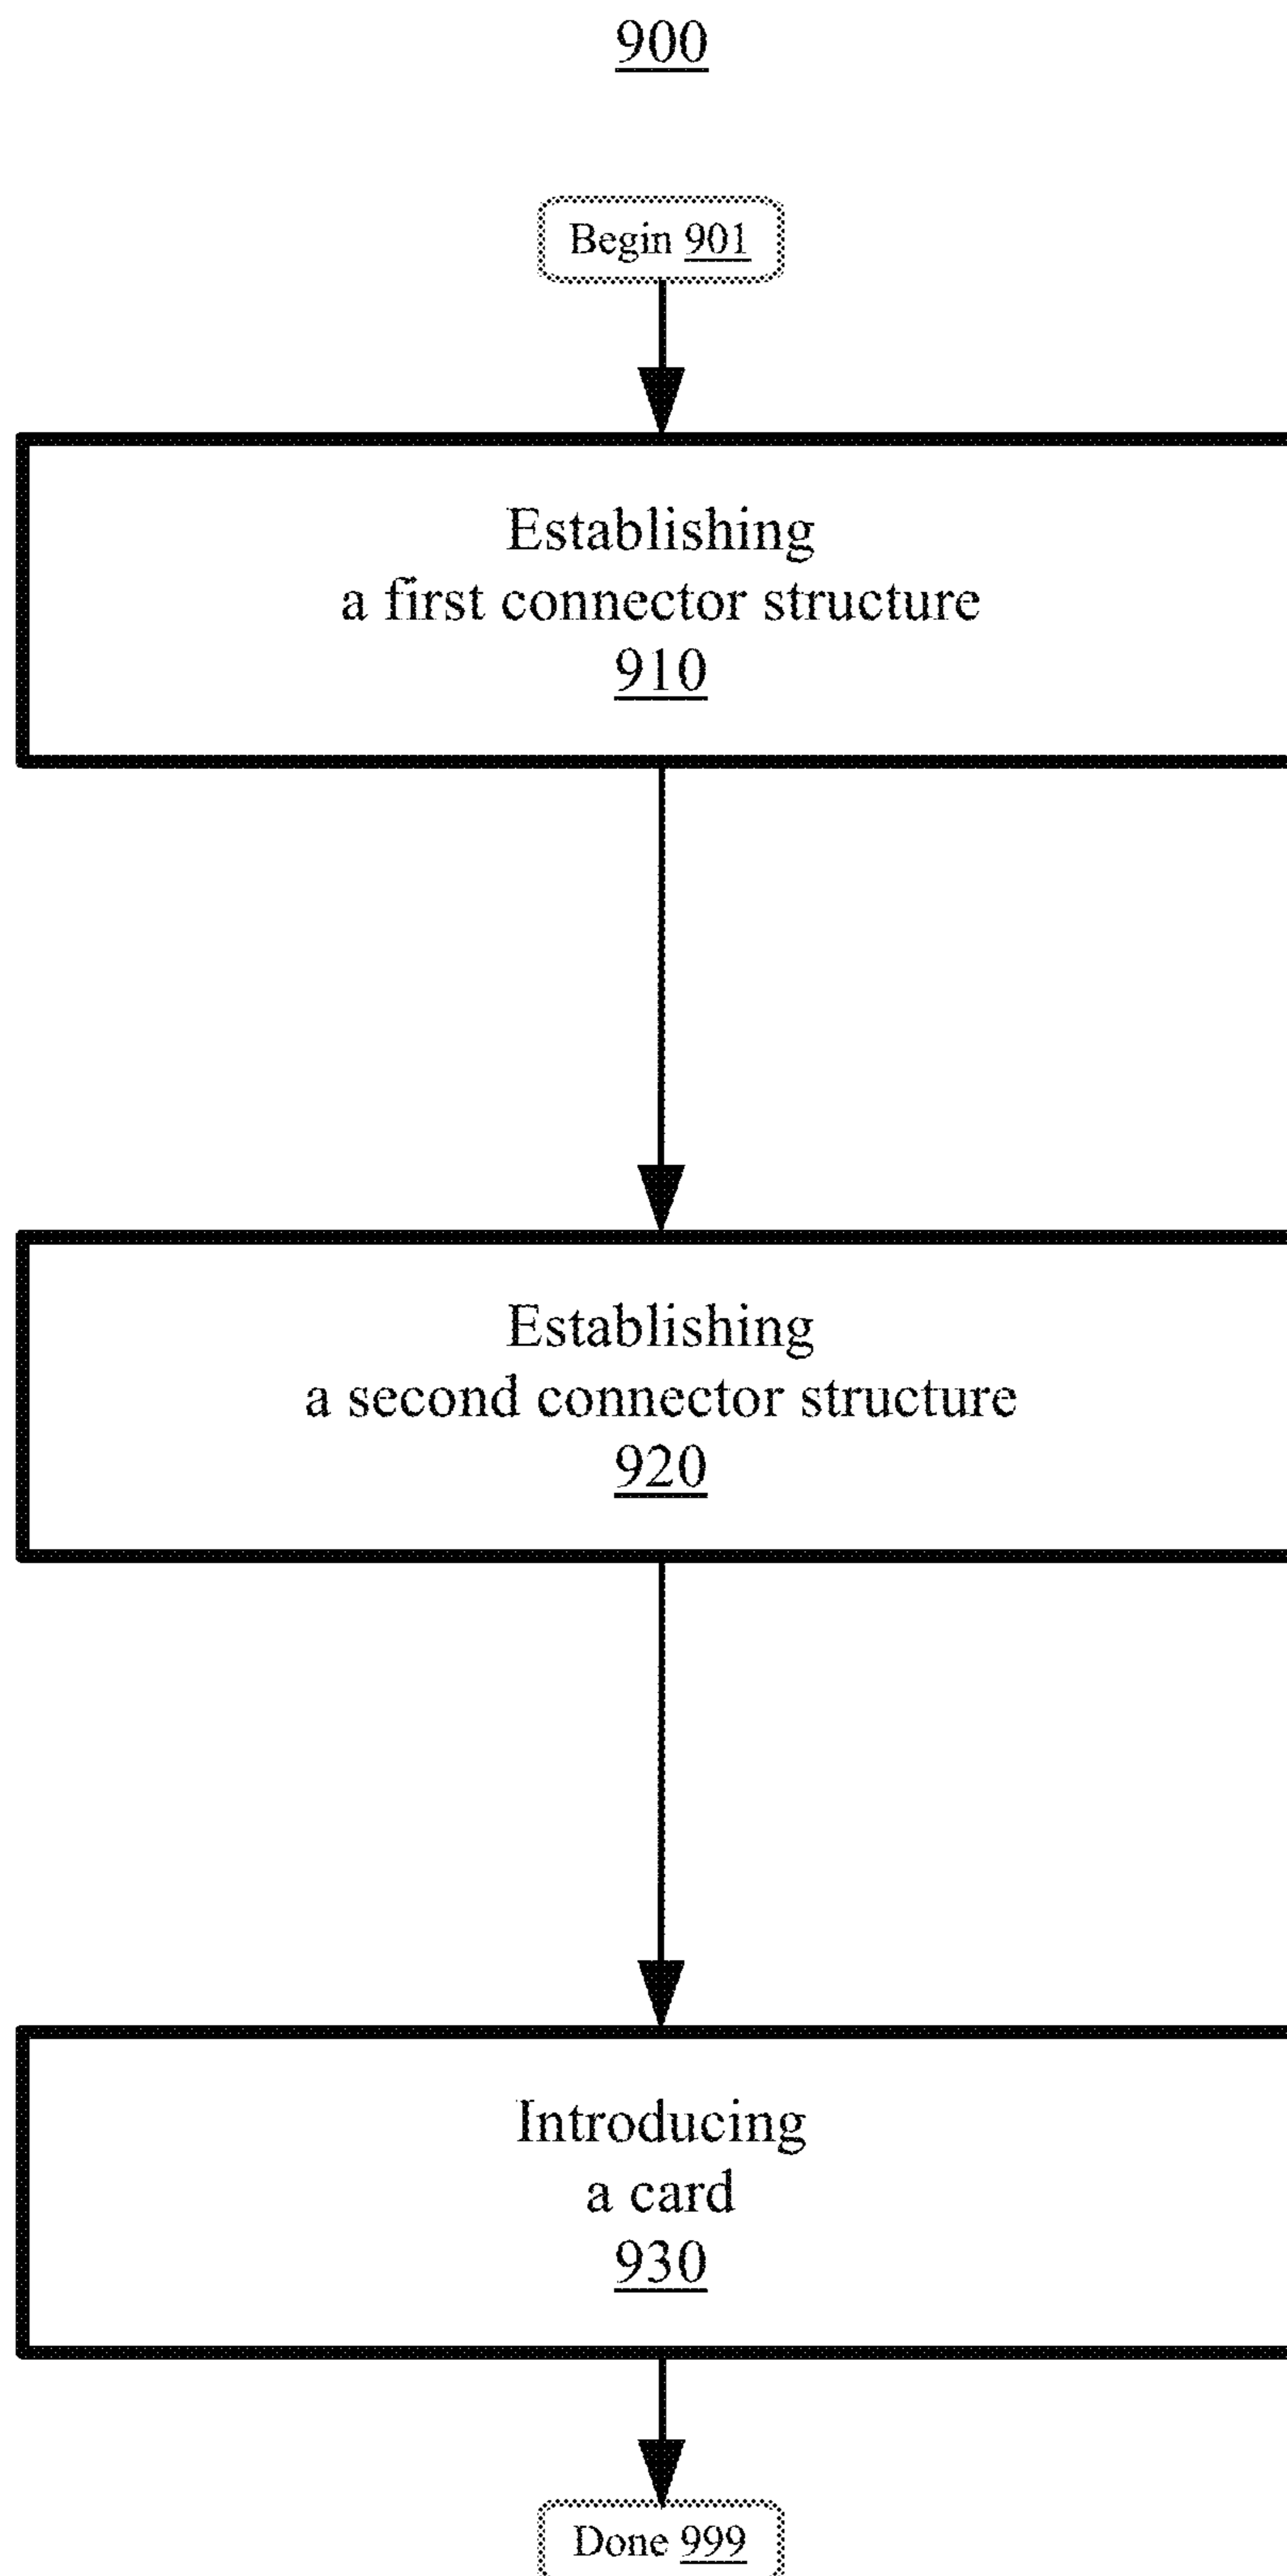 900
Begin 901
Establishing
a first connector structure
910
Establishing
a second connector structure
920
Introducing
a card
930
Done 999